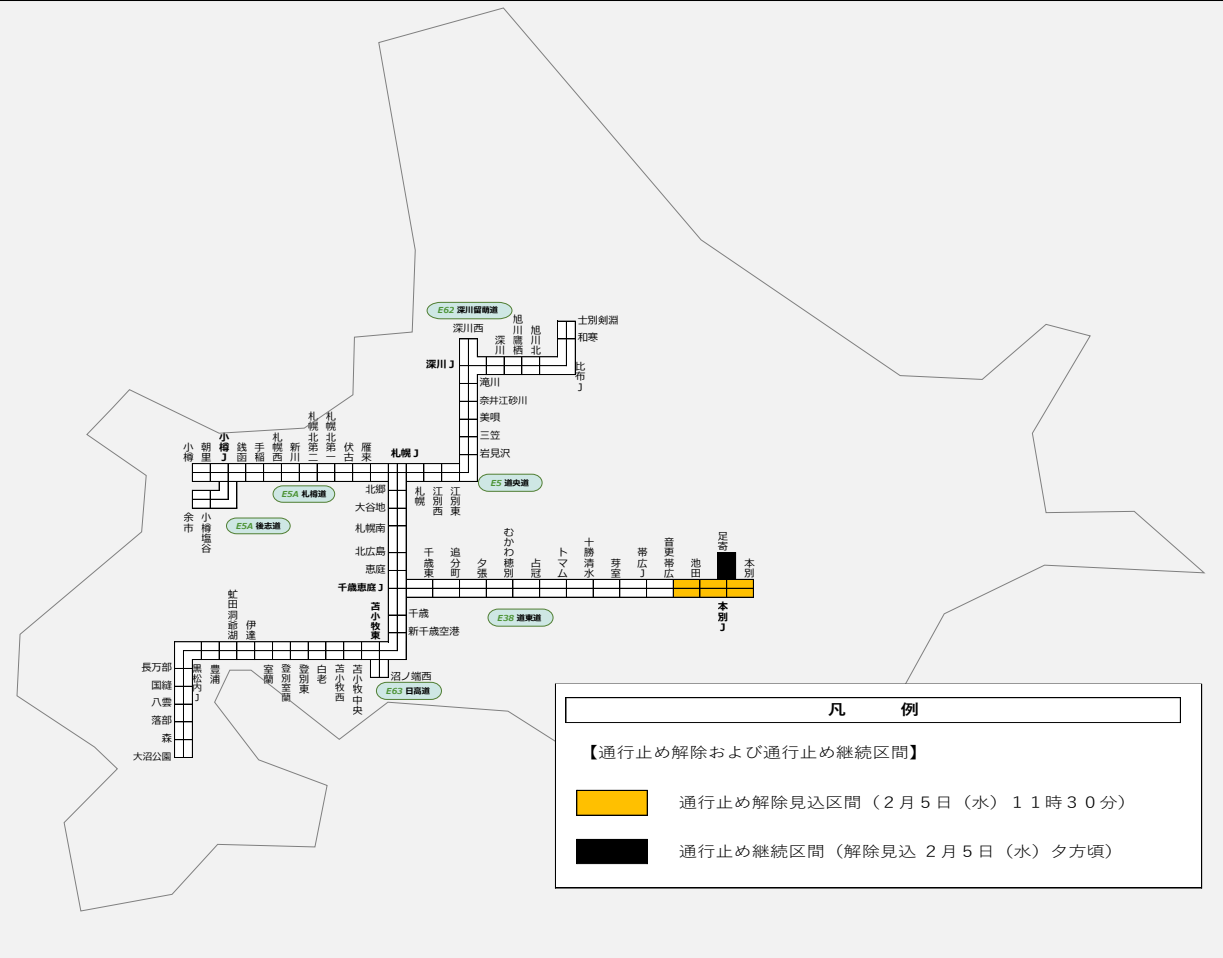 E62 深川留萌道
深川西
深川
旭川鷹栖
旭川北
士別剣淵
和寒
比布J
深川J
滝川
奈井江砂川
美唄
三笠
岩見沢
小樽
朝里
小樽J
銭函
手稲
札幌西
新川
札幌北第二
札幌北第一
伏古
雁来
札幌J
E5A 札樽道
E5 道央道
札幌
江別西
江別東
余市
小樽塩谷
E5A 後志道
北郷
大谷地
札幌南
北広島
恵庭
千歳恵庭J
千歳東
追分町
夕張
むかわ穂別
占冠
トマム
十勝清水
芽室
帯広J
音更帯広
池田
足寄
本別
本別J
E38 道東道
千歳
新千歳空港
苫小牧東
虻田洞爺湖
伊達
長万部
国縫
八雲
落部
森
大沼公園
黒松内J
豊浦
室蘭
登別室蘭
登別東
白老
苫小牧西
苫小牧中央
沼ノ端西
E63 日高道
凡 例
【通行止め解除および通行止め継続区間】
通行止め解除見込区間（２月５日（水）１１時３０分）
通行止め継続区間（解除見込 ２月５日（水）夕方頃）